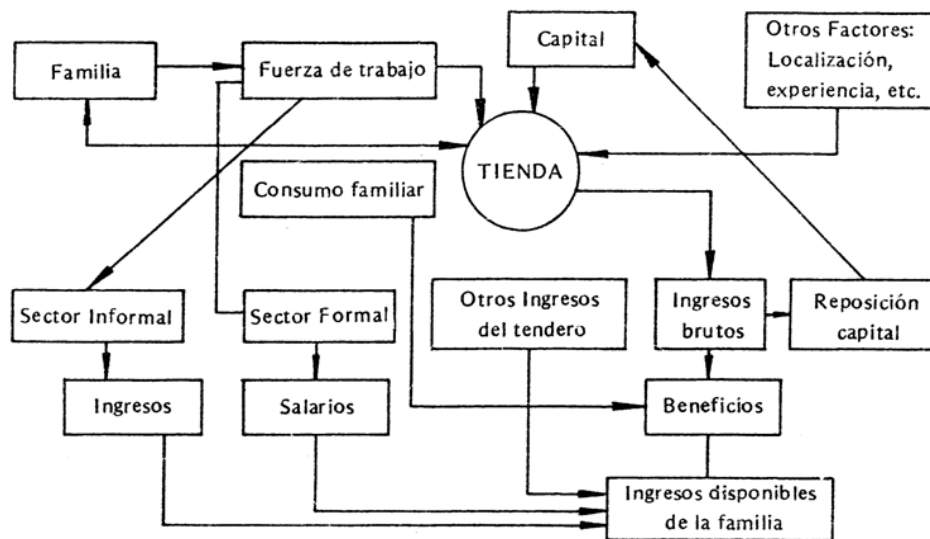 Familia
Fuerza de trabajo
Capital
Otros Factores:
Localización,
experiencia, etc.
TIENDA
Consumo familiar
Sector Informal
Sector Formal
Otros Ingresos
del tendero
Ingresos
brutos
Reposición
capital
Ingresos
Salarios
Beneficios
Ingresos disponibles
de la familia